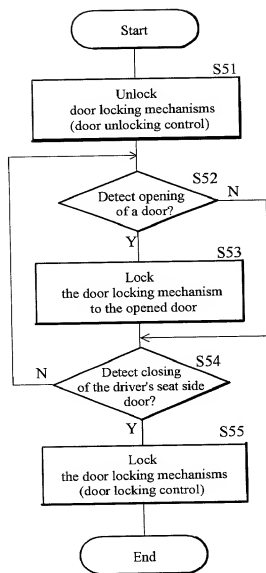 Start
S51
Unlock
door locking mechanisms
(door unlocking control)
S52
Detect opening
of a door?
N
Y
S53
Lock
the door locking mechanism
to the opened door
S54
Detect closing
of the driver's seat side
door?
N
Y
S55
Lock
the door locking mechanisms
(door locking control)
End